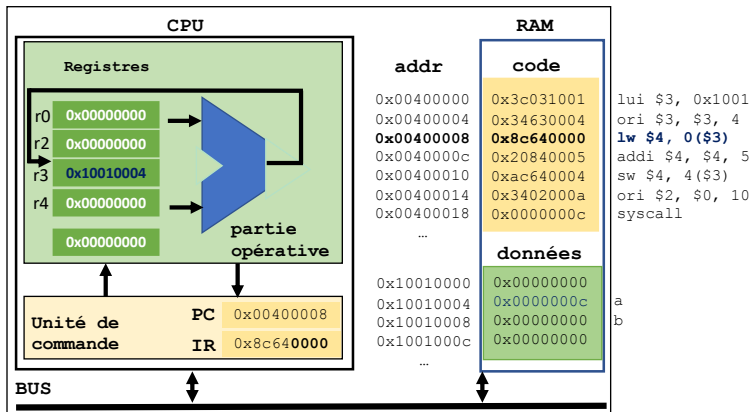 CPU
RAM
Registres
addr
code
r0 0x00000000
r2 0x00000000
r3 0x10010004
r4 0x00000000
0x00000000
partie
opérative
0x00400000 0x3c031001 lui $3, 0x1001
0x00400004 0x34630004 ori $3, $3, 4
0x00400008 0x8c640000 lw $4, 0($3)
0x0040000c 0x20840005 addi $4, $4, 5
0x00400010 0xac640004 sw $4, 4($3)
0x00400014 0x3402000a ori $2, $0, 10
0x00400018 0x0000000c syscall
…
données
0x10010000 0x00000000
0x10010004 0x0000000c a
0x10010008 0x00000000 b
0x1001000c 0x00000000
…
Unité de
commande
PC 0x00400008
IR 0x8c640000
BUS